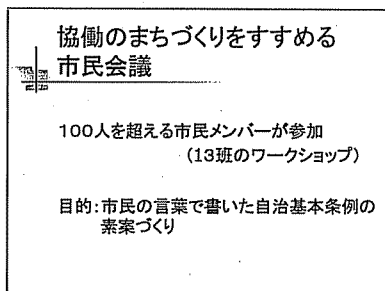 協働のまちづくりをすすめる
市民会議
100人を超える市民メンバーが参加
(13班のワークショップ)
目的:市民の言葉で書いた自治基本条例の
素案づくり